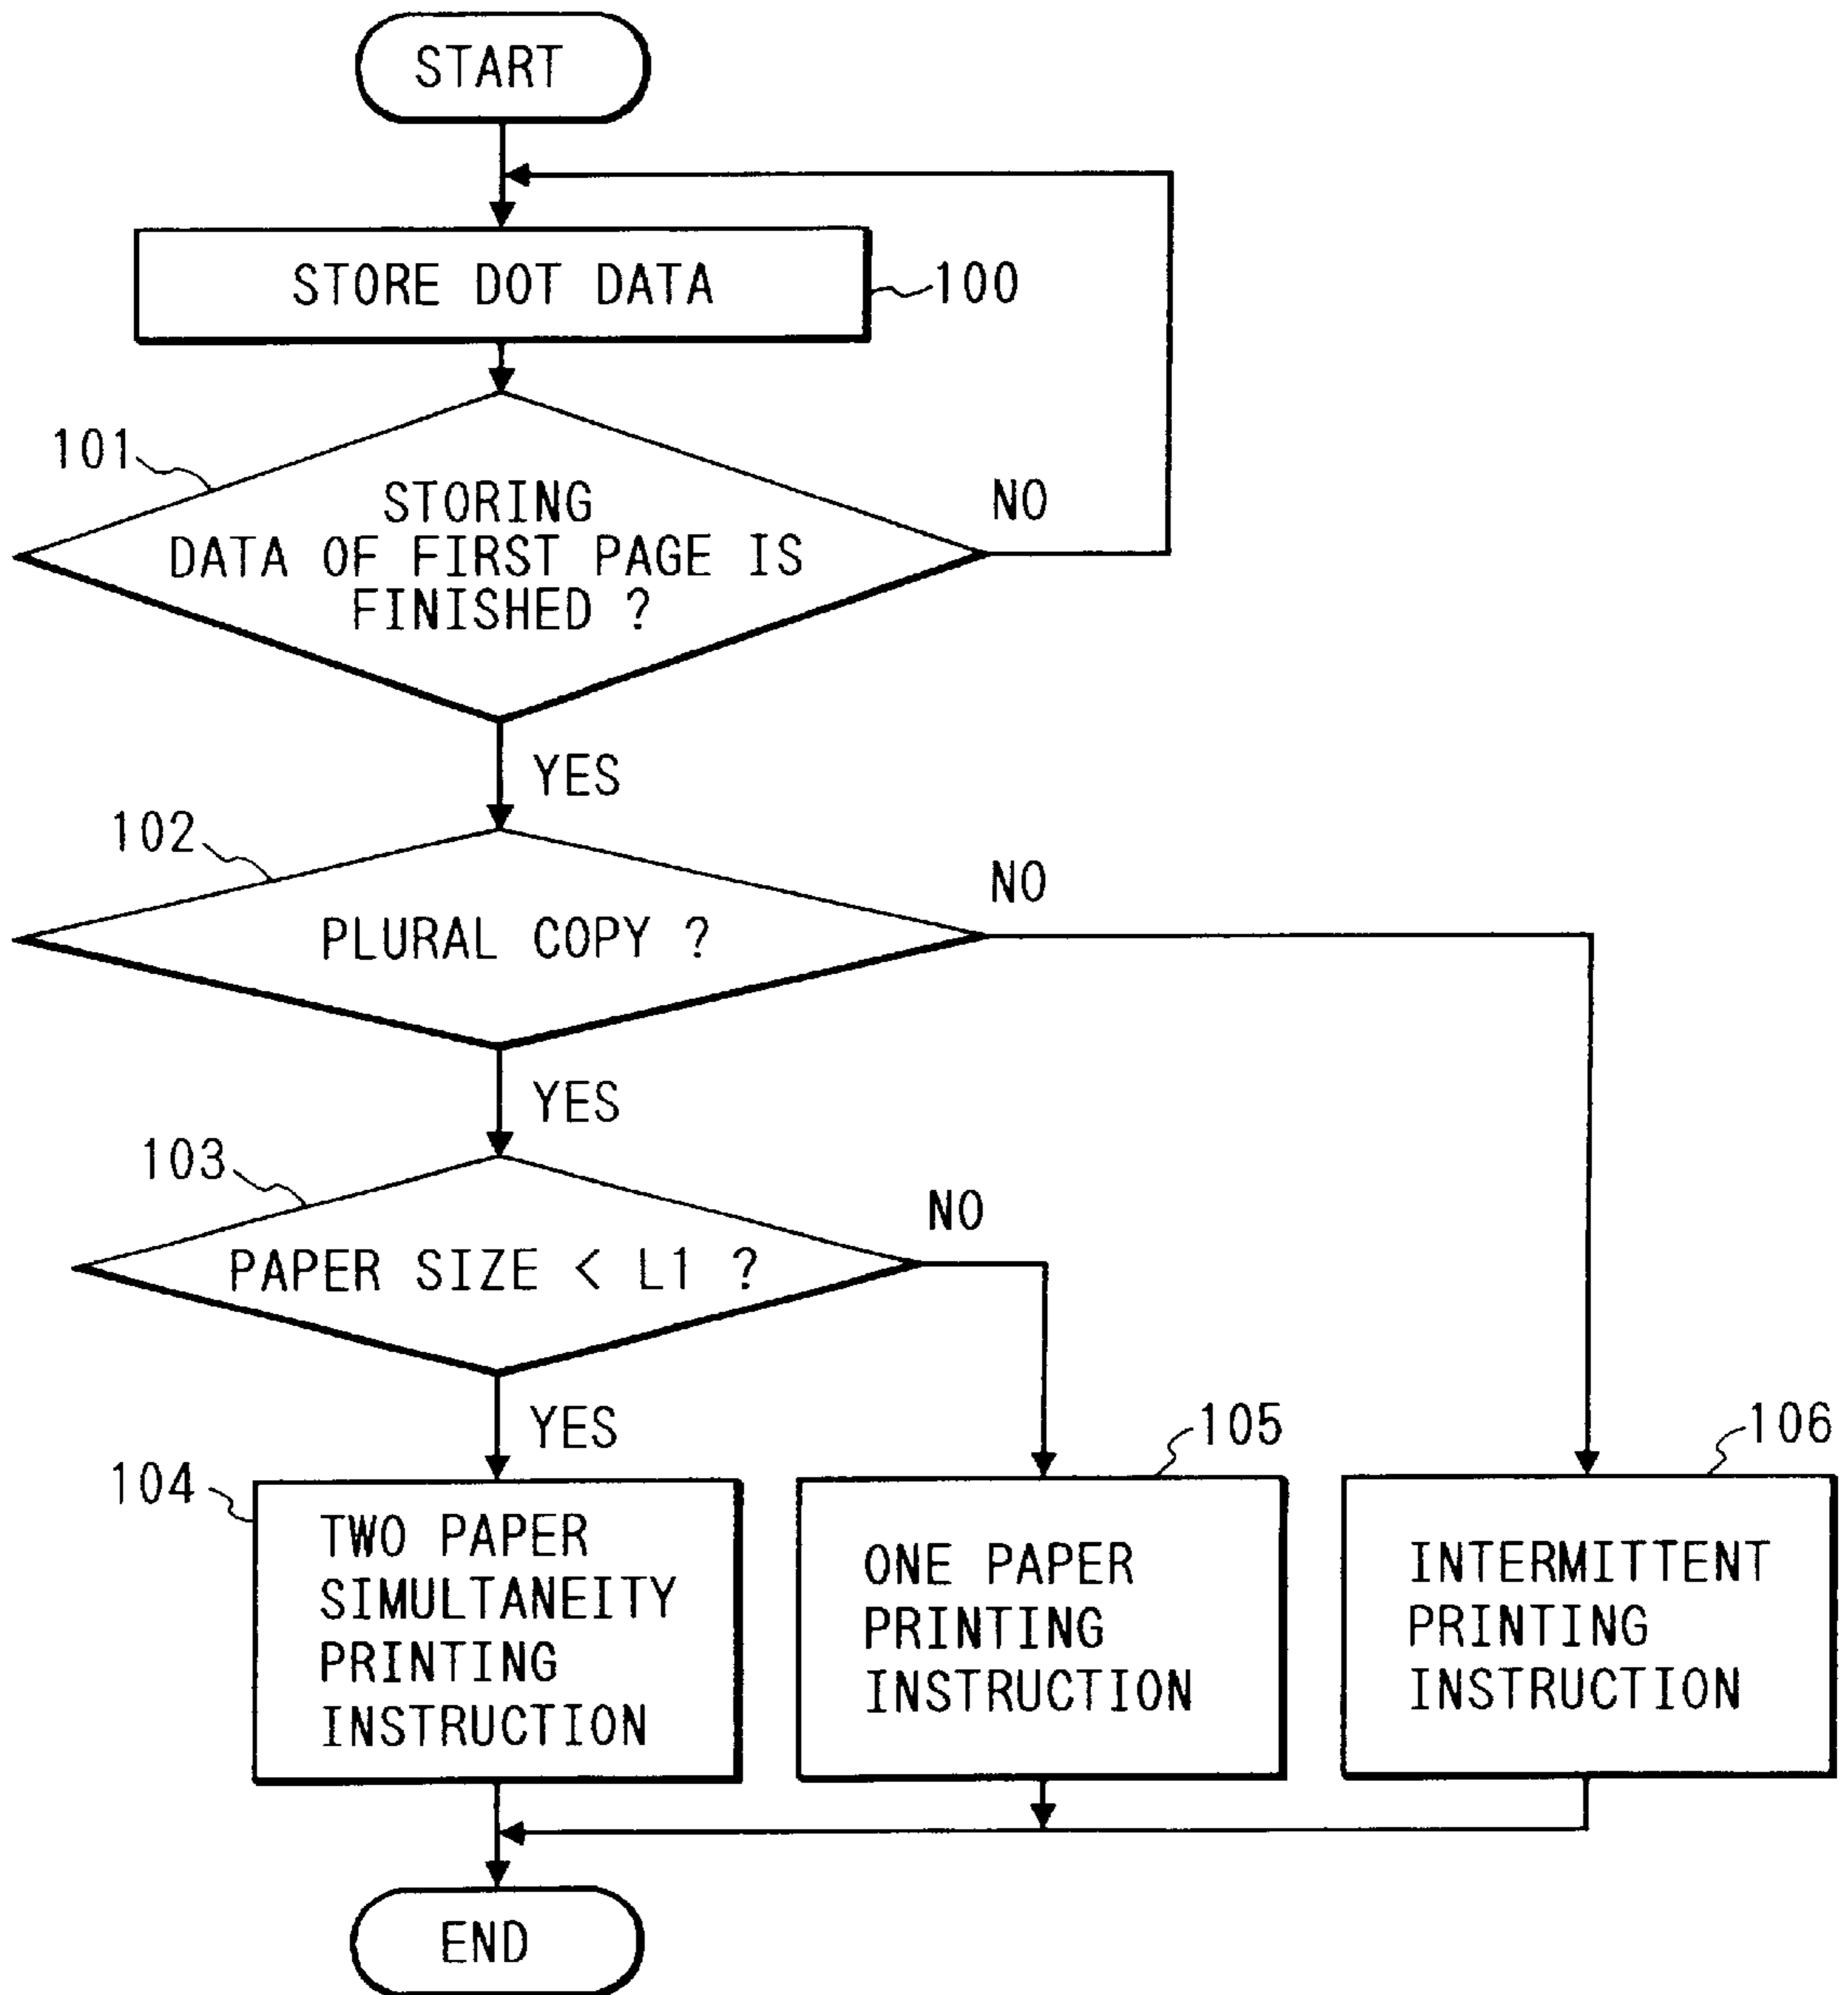 START
STORE DOT DATA
100
101
STORING
DATA OF FIRST PAGE IS
FINISHED ?
NO
YES
102
PLURAL COPY ?
NO
YES
103
PAPER SIZE < L1 ?
NO
YES
104
TWO PAPER
SIMULTANEITY
PRINTING
INSTRUCTION
105
ONE PAPER
PRINTING
INSTRUCTION
106
INTERMITTENT
PRINTING
INSTRUCTION
END